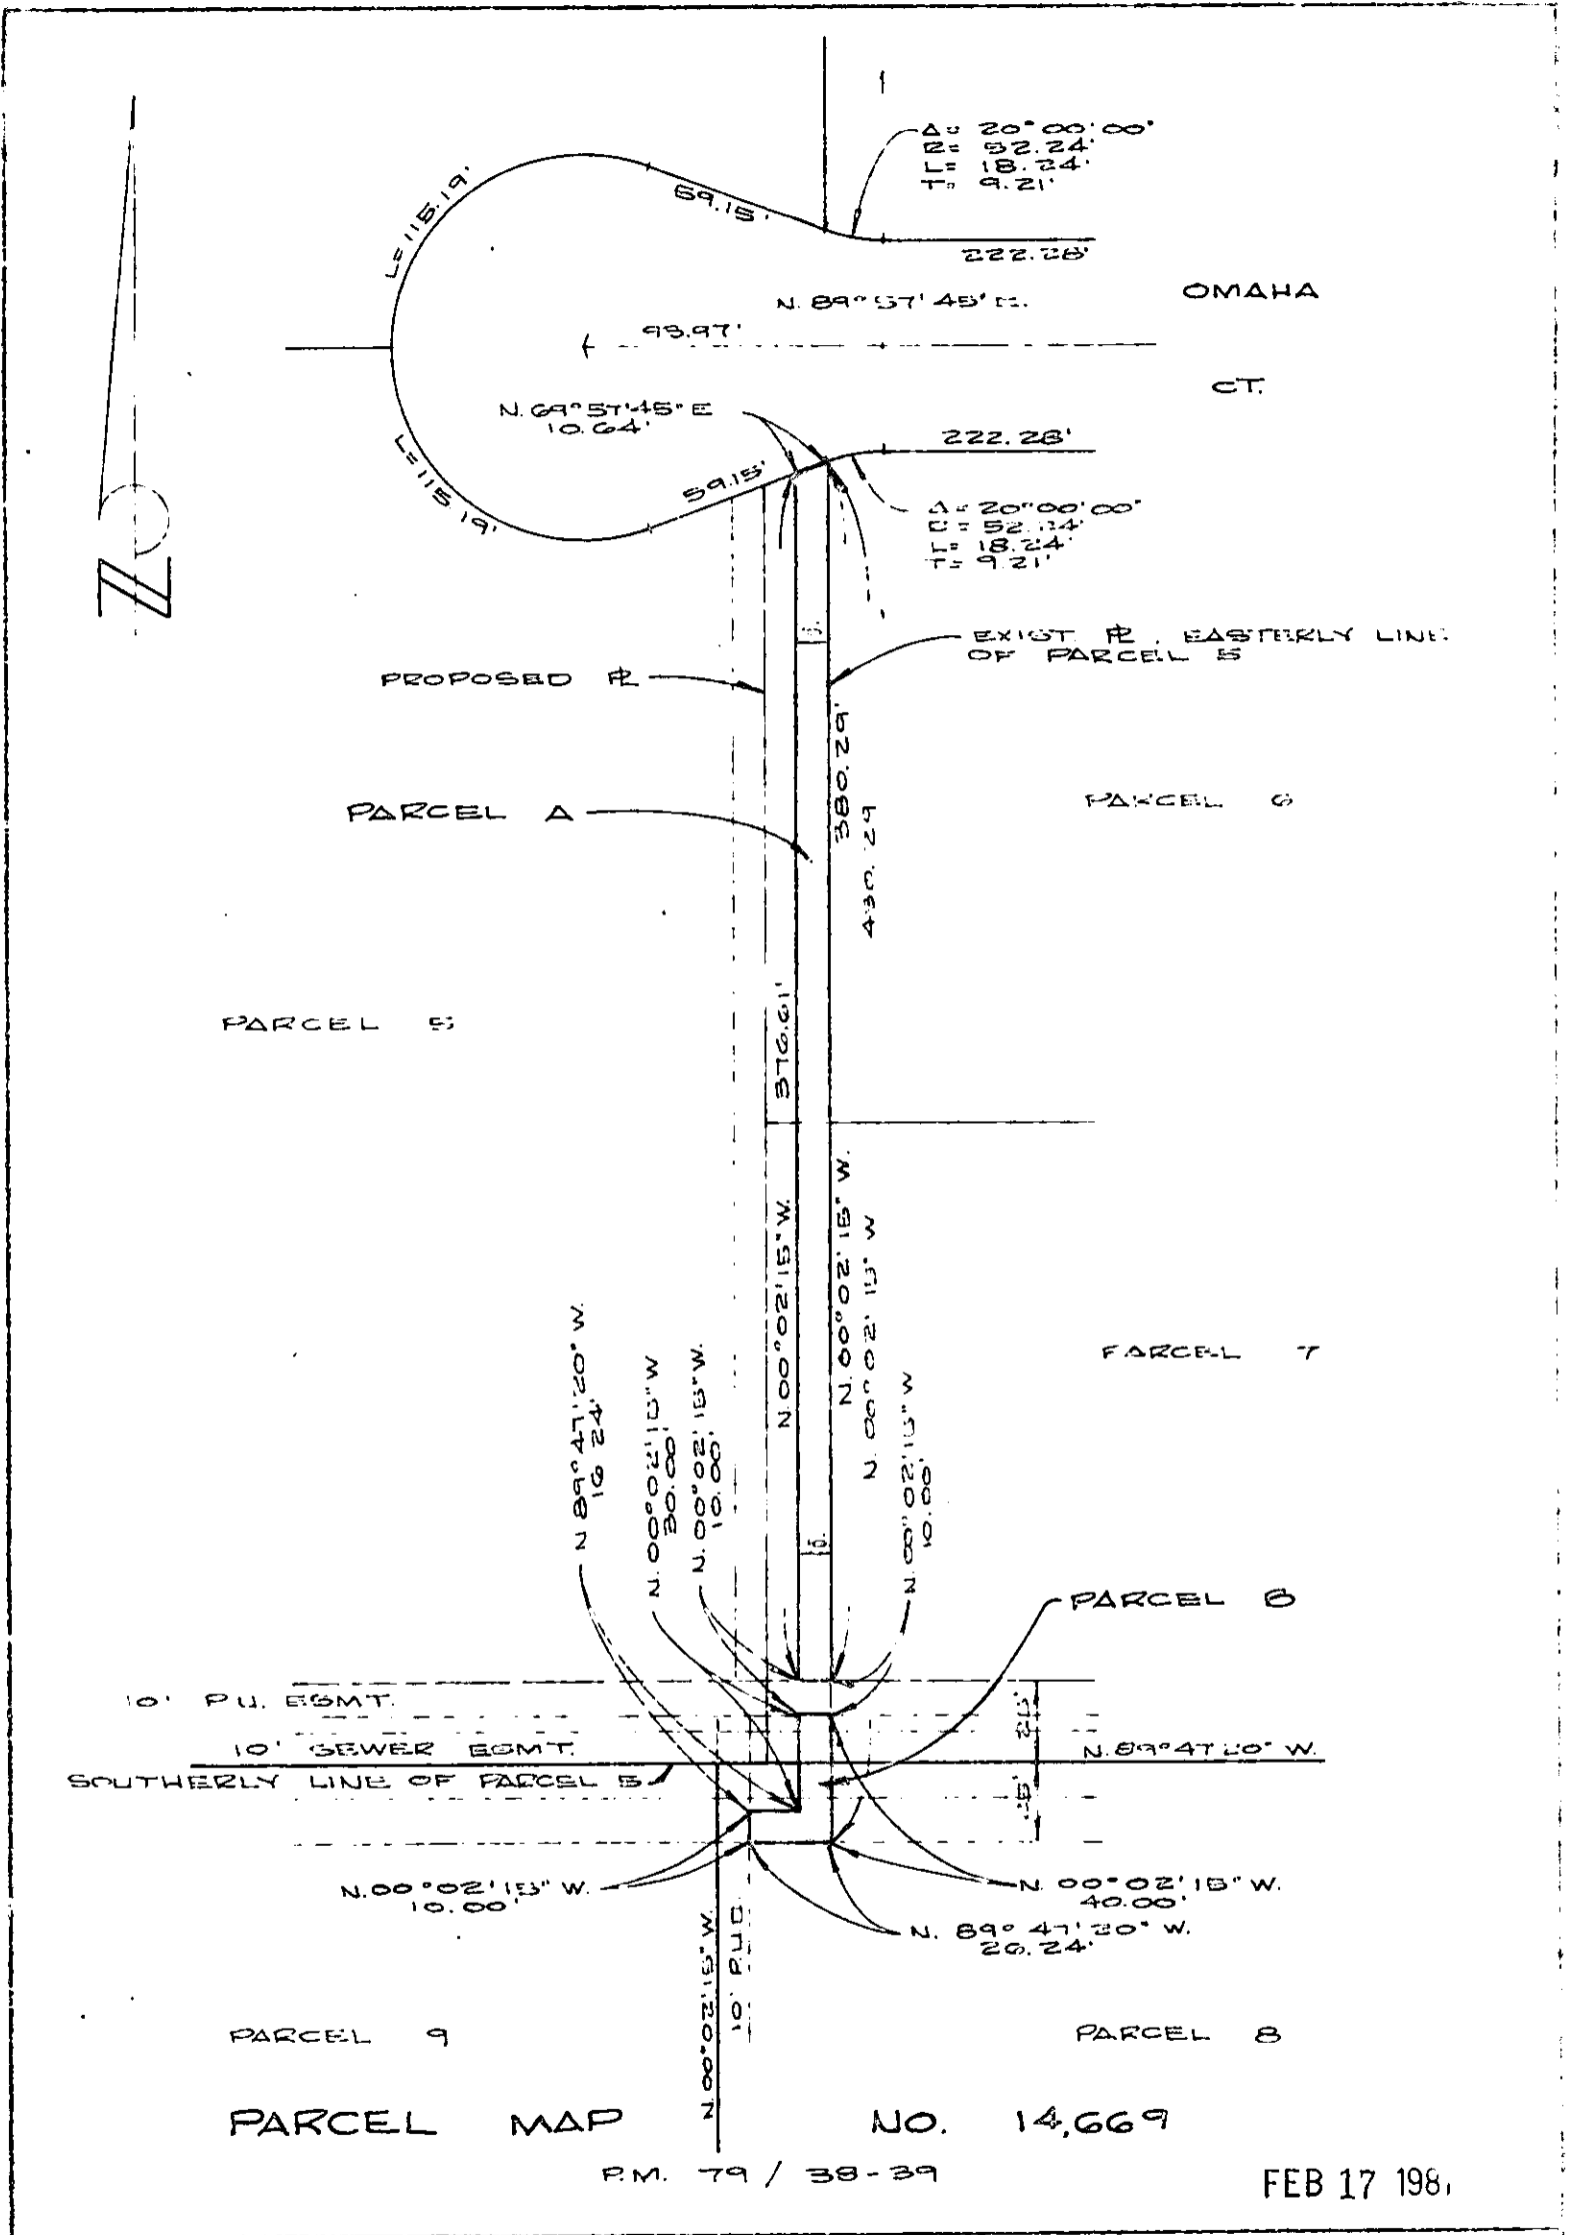 Δ= 20°00'00"
R= 52.24'
L= 18.24'
T= 9.21'
L=115.19'
59.15'
222.28'
N. 89°57'45" E.
OMAHA
93.97'
CT.
N. 69°57'45" E
10.64'
222.28'
L=115.19'
59.15'
Δ= 20°00'00"
R= 52.24'
L= 18.24'
T= 9.21'
N
EXIST. PL. EASTERLY LINE
OF PARCEL 5
PROPOSED PL
380.29'
430.29
PARCEL A
PARCEL 6
376.61'
PARCEL 5
N.00°02'15" W.
N.00°02'15" W.
N. 00°02'15" W
PARCEL 7
N 89°47'20" W.
16.24'
N.00°02'15" W
30.00'
N.00°02'15" W.
10.00'
N.00°02'15" W
10.00'
PARCEL B
10' P.U. ESMT.
25'
10' SEWER ESMT.
N.89°47'20" W.
SOUTHERLY LINE OF PARCEL 5
25'
N.00°02'15" W.
10.00'
N. 00°02'15" W.
40.00'
N. 89°47'20" W.
26.24'
N.00°02'15" W.
10' P.U.E.
PARCEL 9
PARCEL 8
PARCEL MAP NO. 14,669
P.M. 79 / 38-39
FEB 17 198